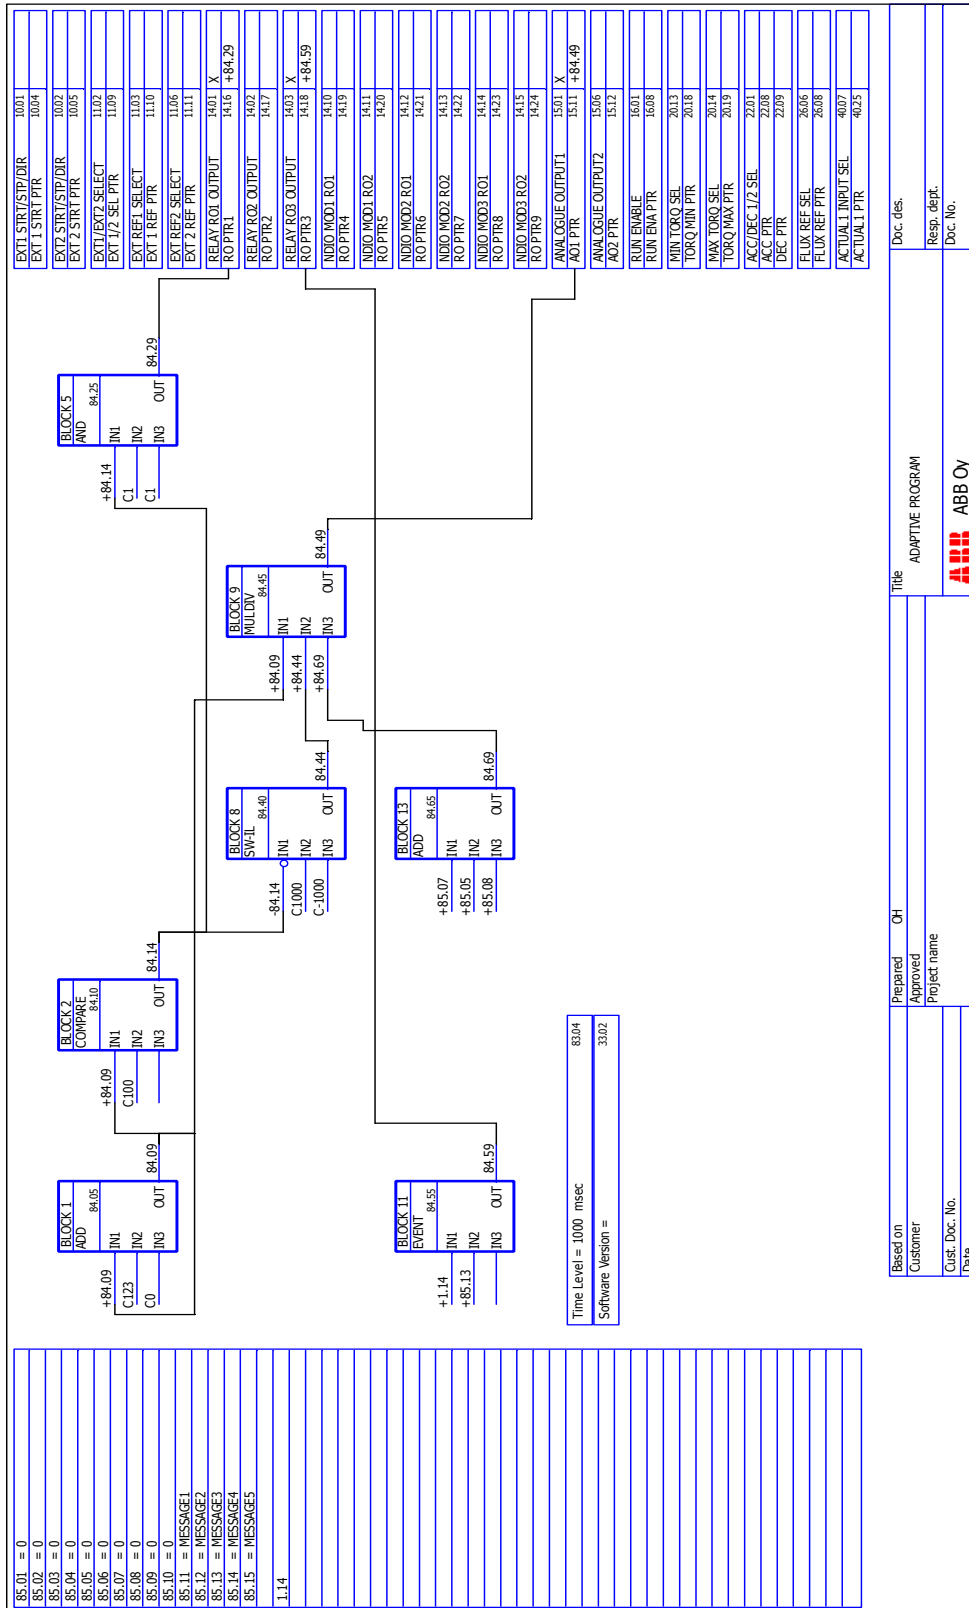 85.01 = 0
85.02 = 0
85.03 = 0
85.04 = 0
85.05 = 0
85.06 = 0
85.07 = 0
85.08 = 0
85.09 = 0
85.10 = 0
85.11 = MESSAGE1
85.12 = MESSAGE2
85.13 = MESSAGE3
85.14 = MESSAGE4
85.15 = MESSAGE5
1.14
BLOCK 1
ADD
84.05
+84.09 IN1
C123 IN2
C0 IN3
OUT 84.09
BLOCK 2
COMPARE
84.10
+84.09 IN1
C100 IN2
IN3
OUT 84.14
BLOCK 5
AND
84.25
+84.14 IN1
C1 IN2
C1 IN3
OUT 84.29
BLOCK 8
SW-IL
84.40
-84.14 IN1
C1000 IN2
C-1000 IN3
OUT 84.44
BLOCK 9
MULDIV
84.45
+84.09 IN1
+84.44 IN2
+84.69 IN3
OUT 84.49
BLOCK 11
EVENT
84.55
+1.14 IN1
+85.13 IN2
IN3
OUT 84.59
BLOCK 13
ADD
84.65
+85.07 IN1
+85.05 IN2
+85.08 IN3
OUT 84.69
Time Level = 1000 msec 83.04
Software Version = 33.02
EXT1 STRT/STP/DIR 10.01
EXT 1 STRT PTR 10.04
EXT2 STRT/STP/DIR 10.02
EXT 2 STRT PTR 10.05
EXT1/EXT2 SELECT 11.02
EXT 1/2 SEL PTR 11.09
EXT REF1 SELECT 11.03
EXT 1 REF PTR 11.10
EXT REF2 SELECT 11.06
EXT 2 REF PTR 11.11
RELAY RO1 OUTPUT 14.01 X
RO PTR1 14.16 +84.29
RELAY RO2 OUTPUT 14.02
RO PTR2 14.17
RELAY RO3 OUTPUT 14.03 X
RO PTR3 14.18 +84.59
NDIO MOD1 RO1 14.10
RO PTR4 14.19
NDIO MOD1 RO2 14.11
RO PTR5 14.20
NDIO MOD2 RO1 14.12
RO PTR6 14.21
NDIO MOD2 RO2 14.13
RO PTR7 14.22
NDIO MOD3 RO1 14.14
RO PTR8 14.23
NDIO MOD3 RO2 14.15
RO PTR9 14.24
ANALOGUE OUTPUT1 15.01 X
AO1 PTR 15.11 +84.49
ANALOGUE OUTPUT2 15.06
AO2 PTR 15.12
RUN ENABLE 16.01
RUN ENA PTR 16.08
MIN TORQ SEL 20.13
TORQ MIN PTR 20.18
MAX TORQ SEL 20.14
TORQ MAX PTR 20.19
ACC/DEC 1/2 SEL 22.01
ACC PTR 22.08
DEC PTR 22.09
FLUX REF SEL 26.06
FLUX REF PTR 26.08
ACTUAL1 INPUT SEL 40.07
ACTUAL1 PTR 40.25
Based on
Customer
Cust. Doc. No.
Date
Prepared OH
Approved
Project name
Title
ADAPTIVE PROGRAM
ABB ABB Oy
Doc. des.
Resp. dept.
Doc. No.